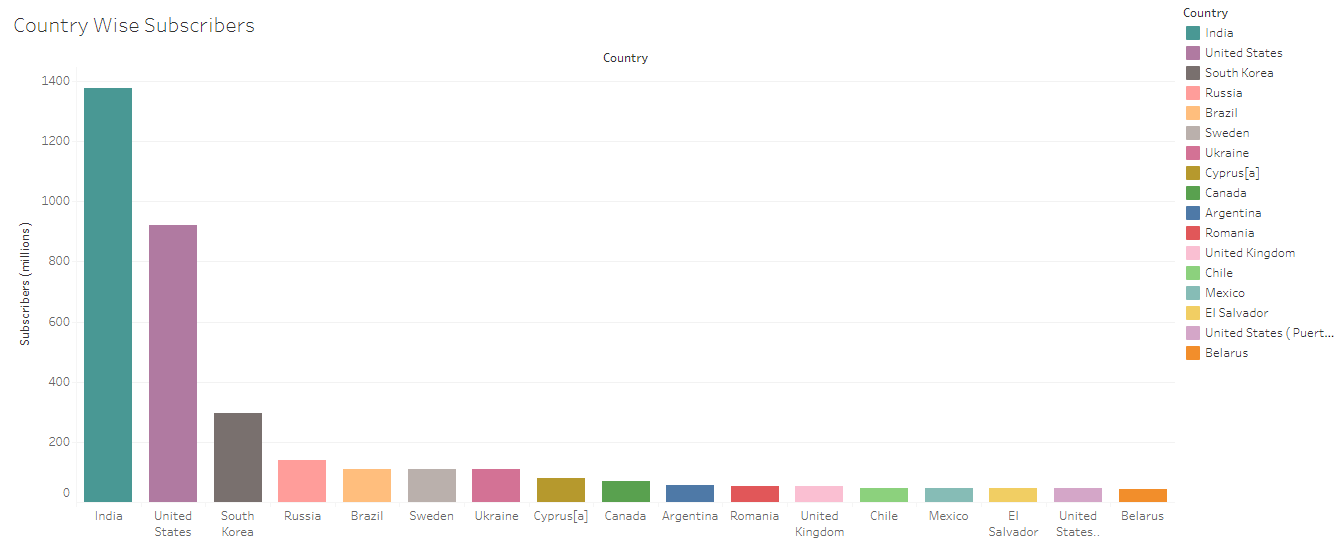 Country Wise Subscribers
Country
1400
1200
1000
800
600
400
200
0
Subscribers (millions)
India
United States
South Korea
Russia
Brazil
Sweden
Ukraine
Cyprus[a]
Canada
Argentina
Romania
United Kingdom
Chile
Mexico
El Salvador
United States..
Belarus
Country
India
United States
South Korea
Russia
Brazil
Sweden
Ukraine
Cyprus[a]
Canada
Argentina
Romania
United Kingdom
Chile
Mexico
El Salvador
United States ( Puert...
Belarus